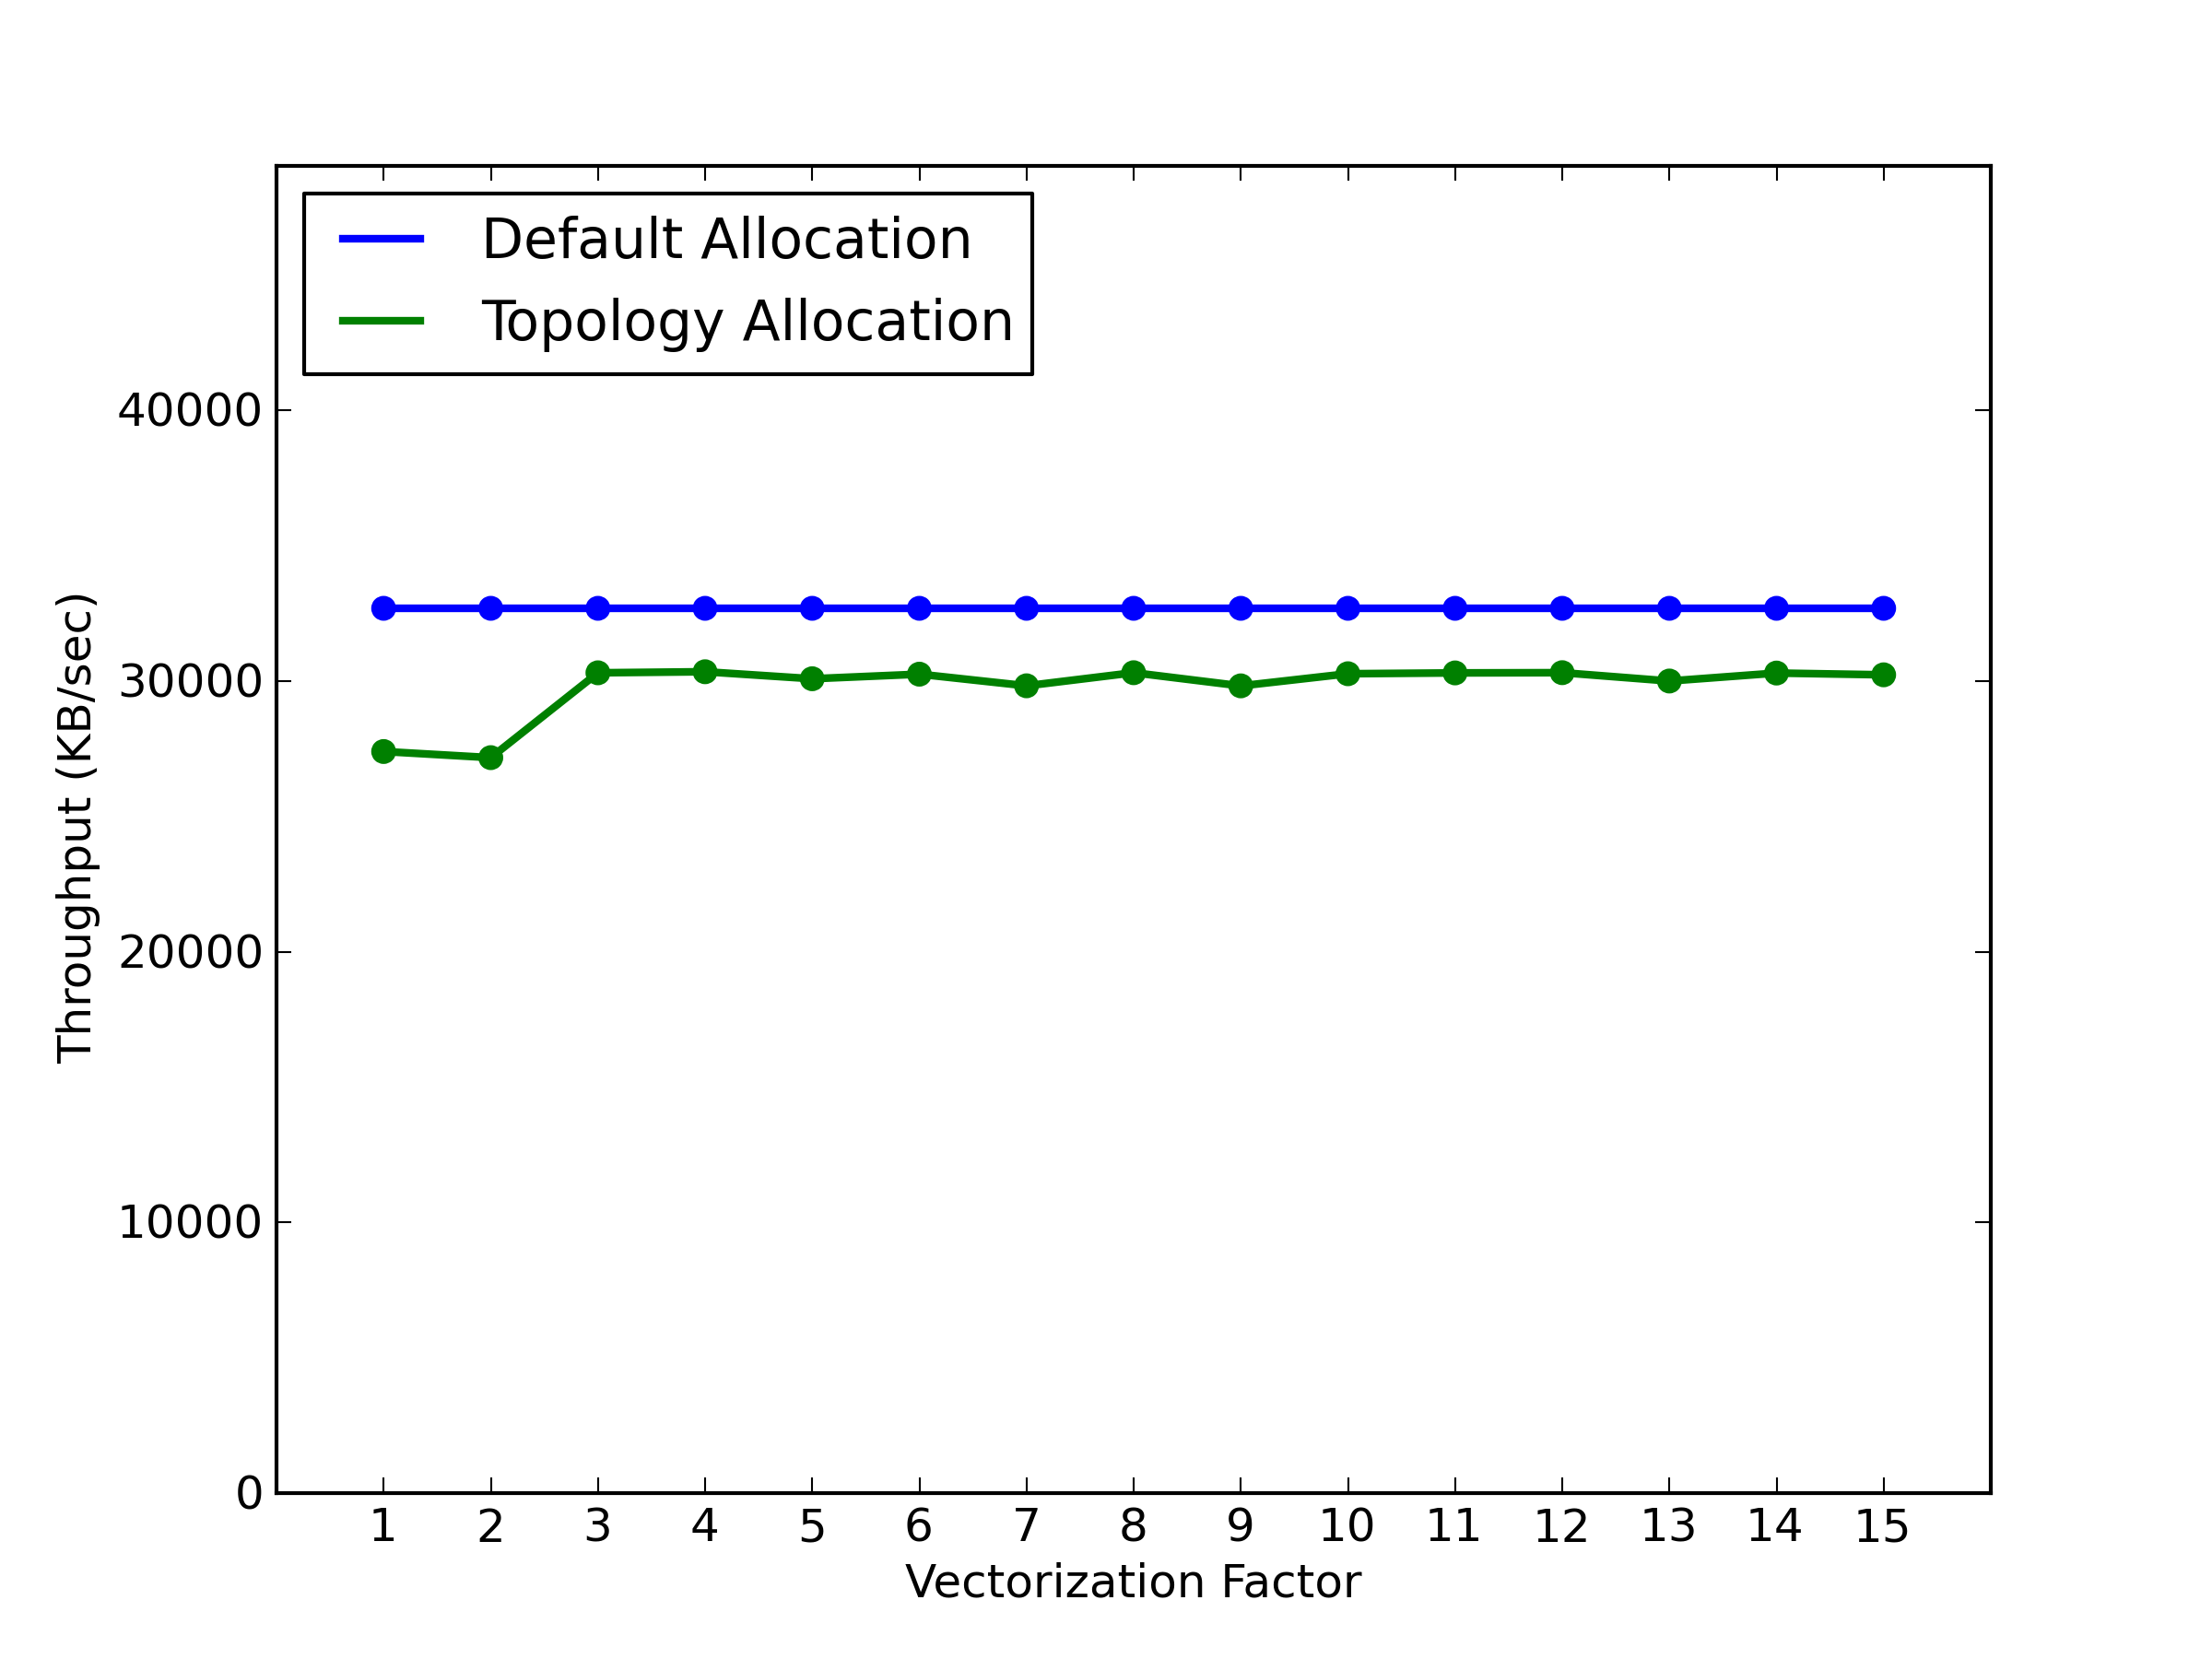 Default Allocation
Topology Allocation
40000
30000
20000
10000
0
Throughput (KB/sec)
1 2 3 4 5 6 7 8 9 10 11 12 13 14 15
Vectorization Factor